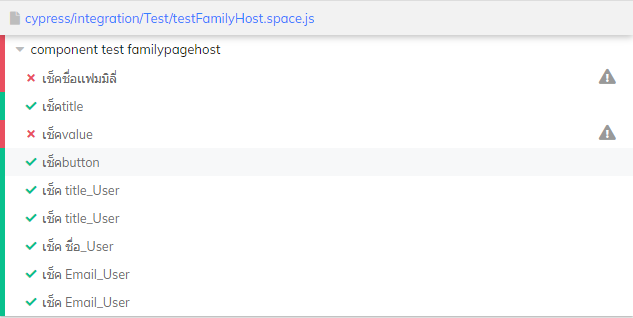 cypress/integration/Test/testFamilyHost.space.js
component test familypagehost
เช็คชื่อแฟมมิลี่
เช็คtitle
เช็คvalue
เช็คbutton
เช็ค title_User
เช็ค title_User
เช็ค ชื่อ_User
เช็ค Email_User
เช็ค Email_User